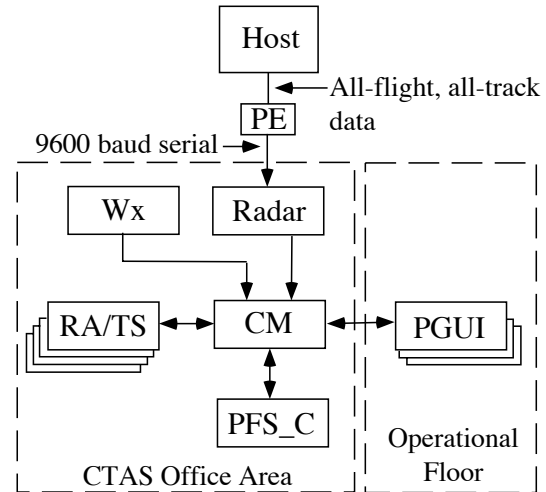 Host
All-flight, all-track
data
PE
9600 baud serial
Wx
Radar
RA/TS
CM
PGUI
PFS_C
Operational
Floor
CTAS Office Area